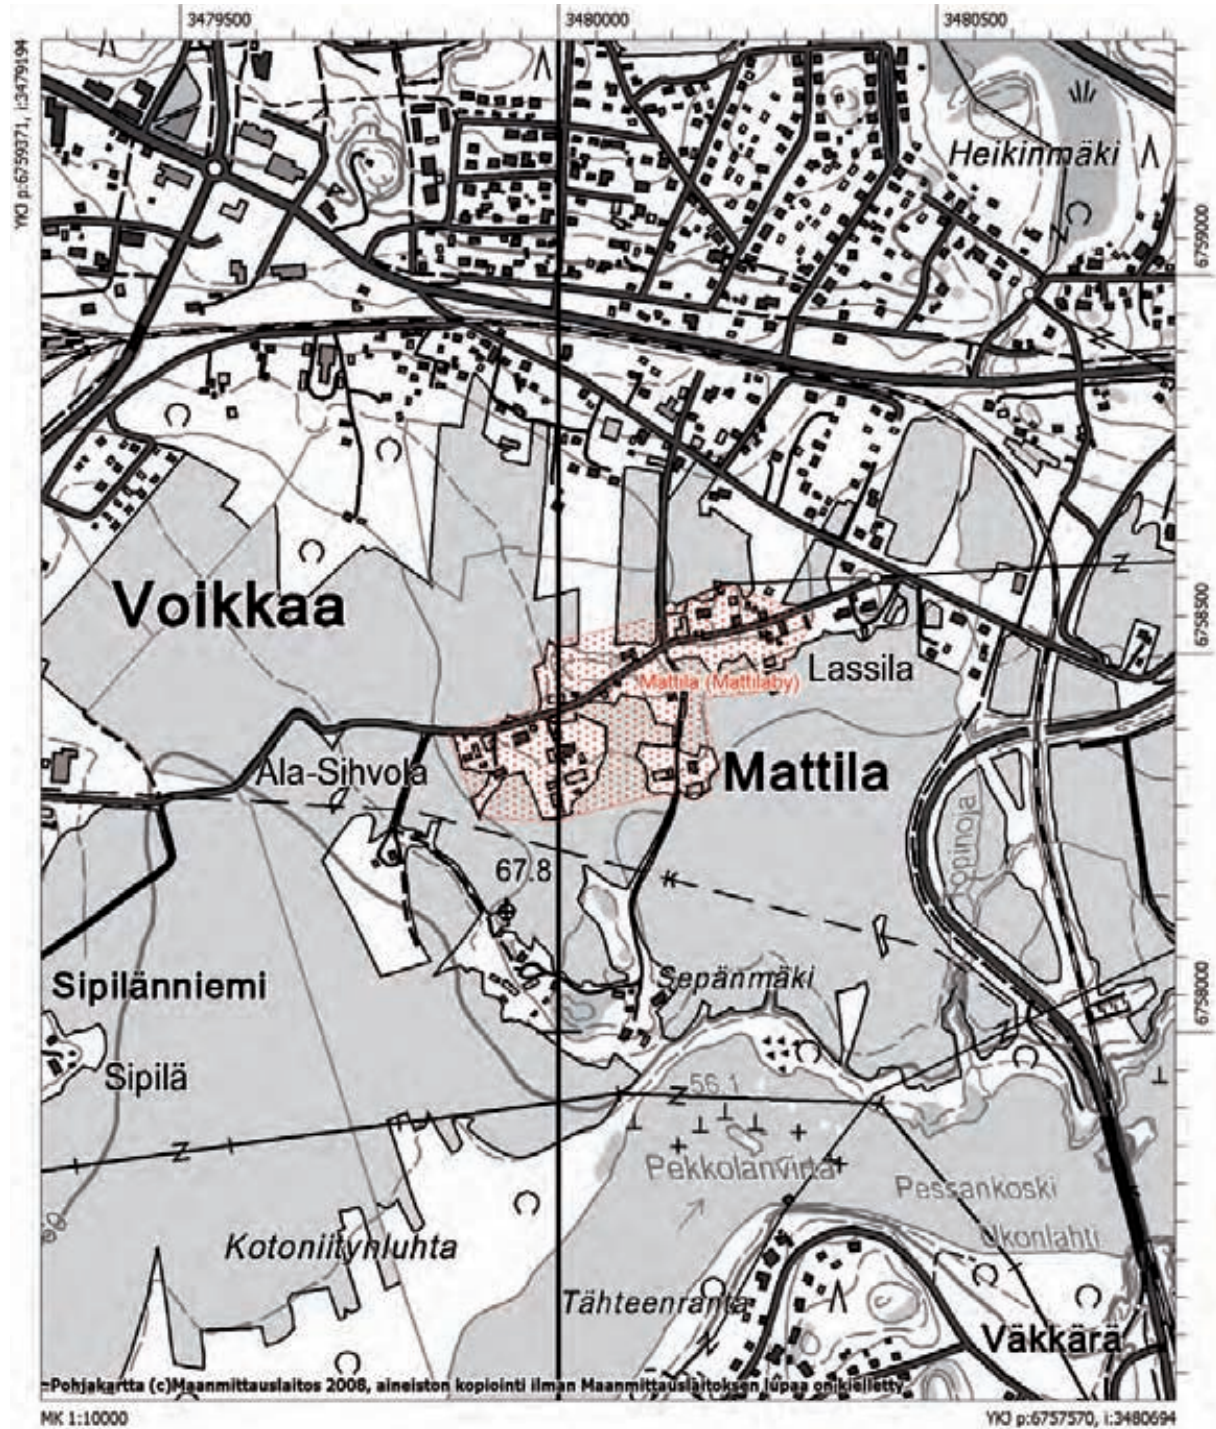 3479500
3480000
3480500
YKJ p:6759371, i:3479194
Heikinmäki
6759000
Voikkaa
6758500
Lassila
Mattila (Mattilaby)
Ala-Sihvola
Mattila
67.8
Sepänmäki
Sipilänniemi
6758000
Sipilä
56.1
Pekkolanvirta
Pessankoski
Ukonlahti
Kotoniitynluhta
Tähteenranta
Väkkärä
Pohjakartta (c)Maanmittauslaitos 2008, aineiston kopiointi ilman Maanmittauslaitoksen lupaa on kielletty
MK 1:10000
YKJ p:6757570, i:3480694